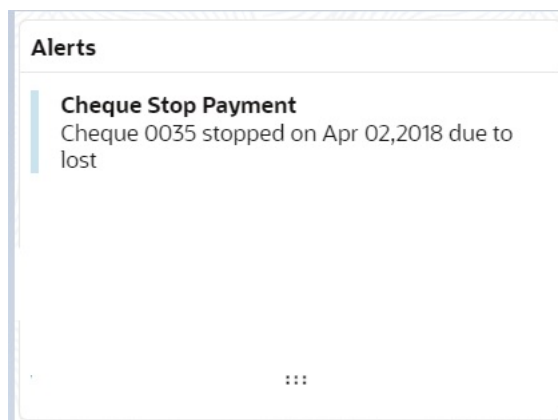 Alerts
Cheque Stop Payment
Cheque 0035 stopped on Apr 02,2018 due to
lost